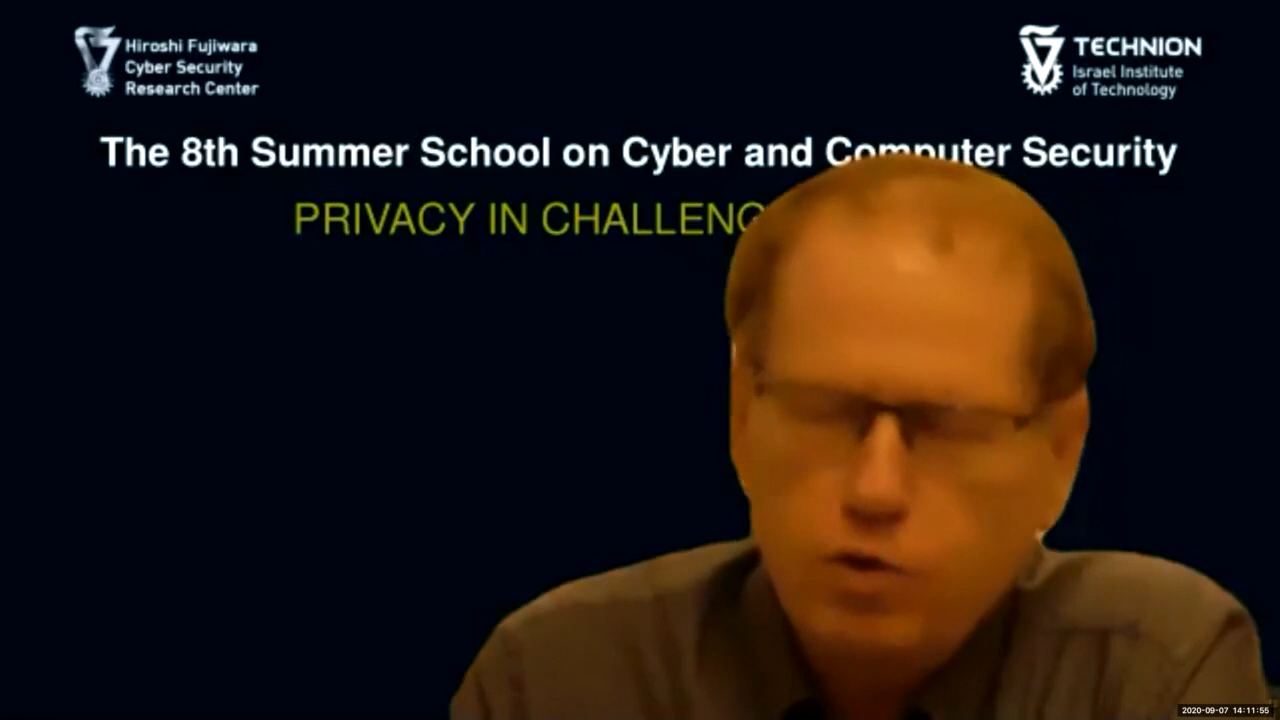 Hiroshi Fujiwara
Cyber Security
Research Center
TECHNION
Israel Institute
of Technology
The 8th Summer School on Cyber and Computer Security
PRIVACY IN CHALLENG
2020-09-07 14:11:55